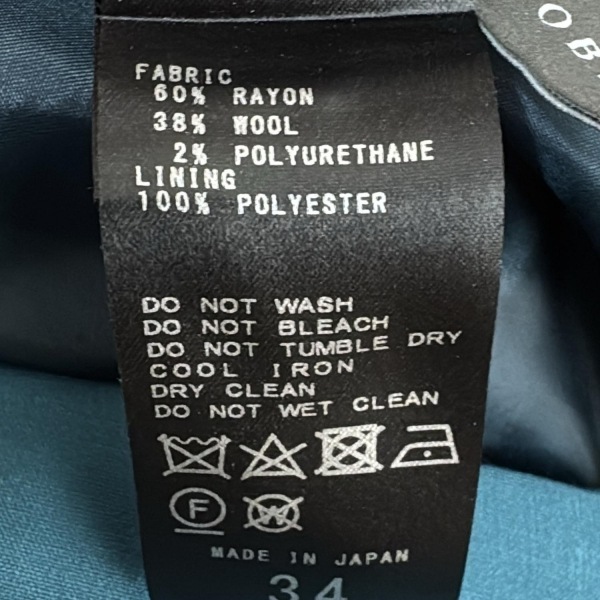 FABRIC
60% RAYON
38% WOOL
2% POLYURETHANE
LINING
100% POLYESTER
DO NOT WASH
DO NOT BLEACH
DO NOT TUMBLE DRY
COOL IRON
DRY CLEAN
DO NOT WET CLEAN
F W
MADE IN JAPAN
34